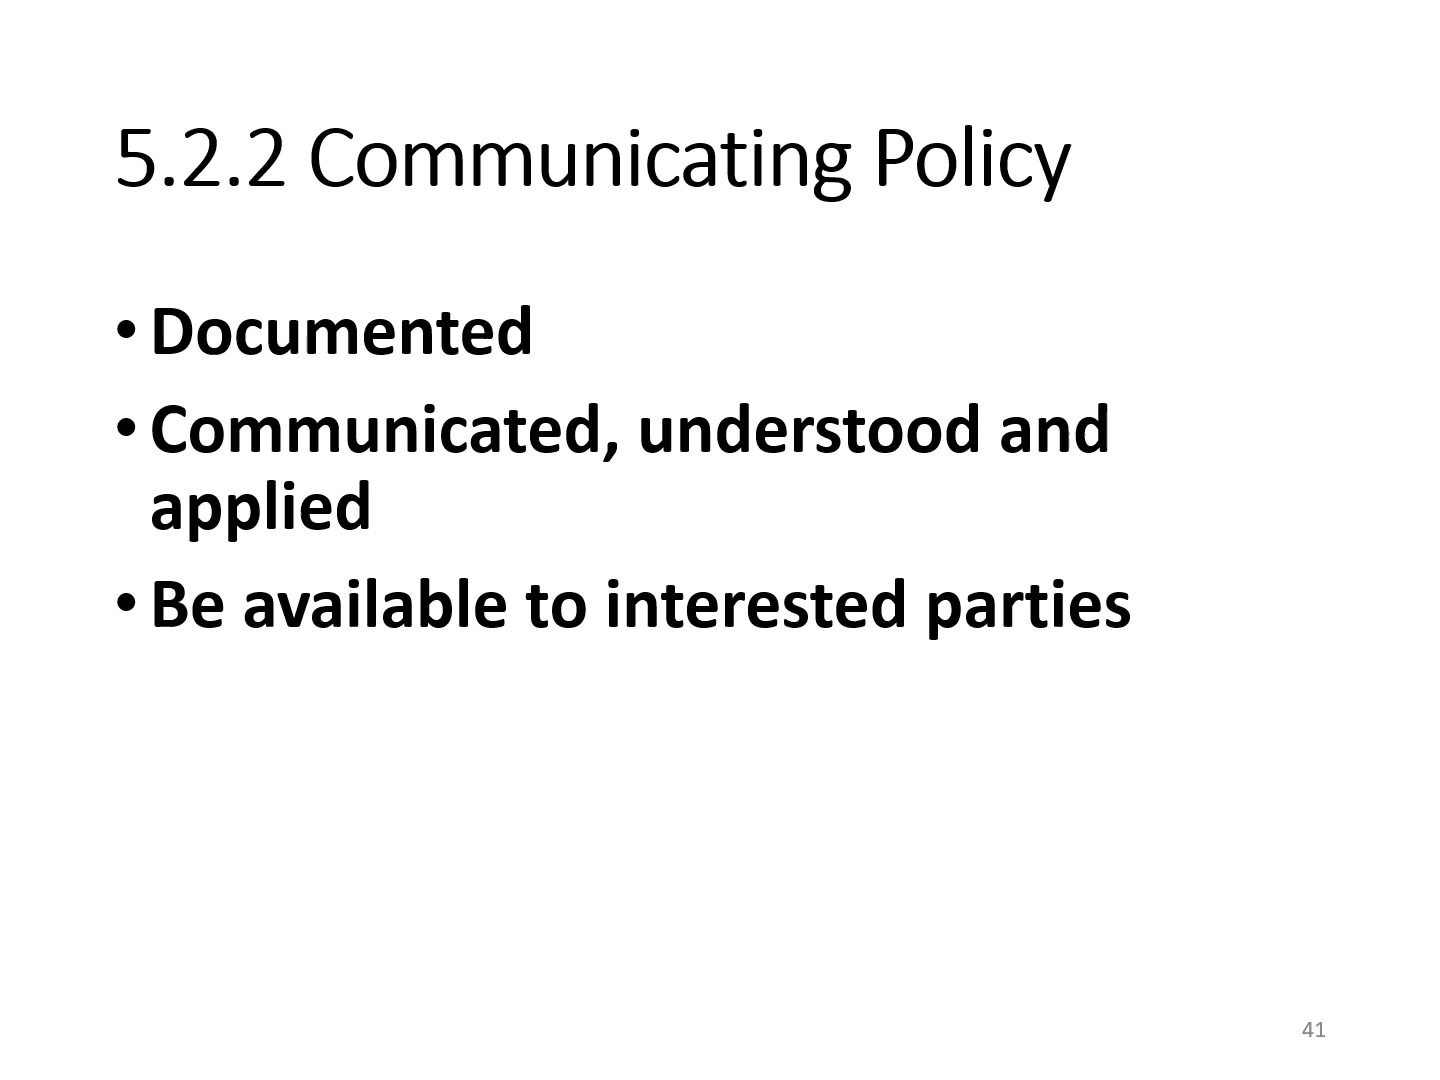 5.2.2 Communicating Policy
• Documented
• Communicated, understood and
applied
• Be available to interested parties
41